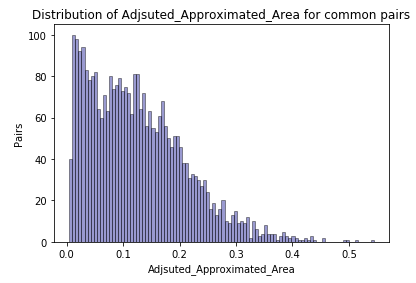 Distribution of Adjsuted_Approximated_Area for common pairs
100
80
60
40
20
0
Pairs
0.0 0.1 0.2 0.3 0.4 0.5
Adjsuted_Approximated_Area